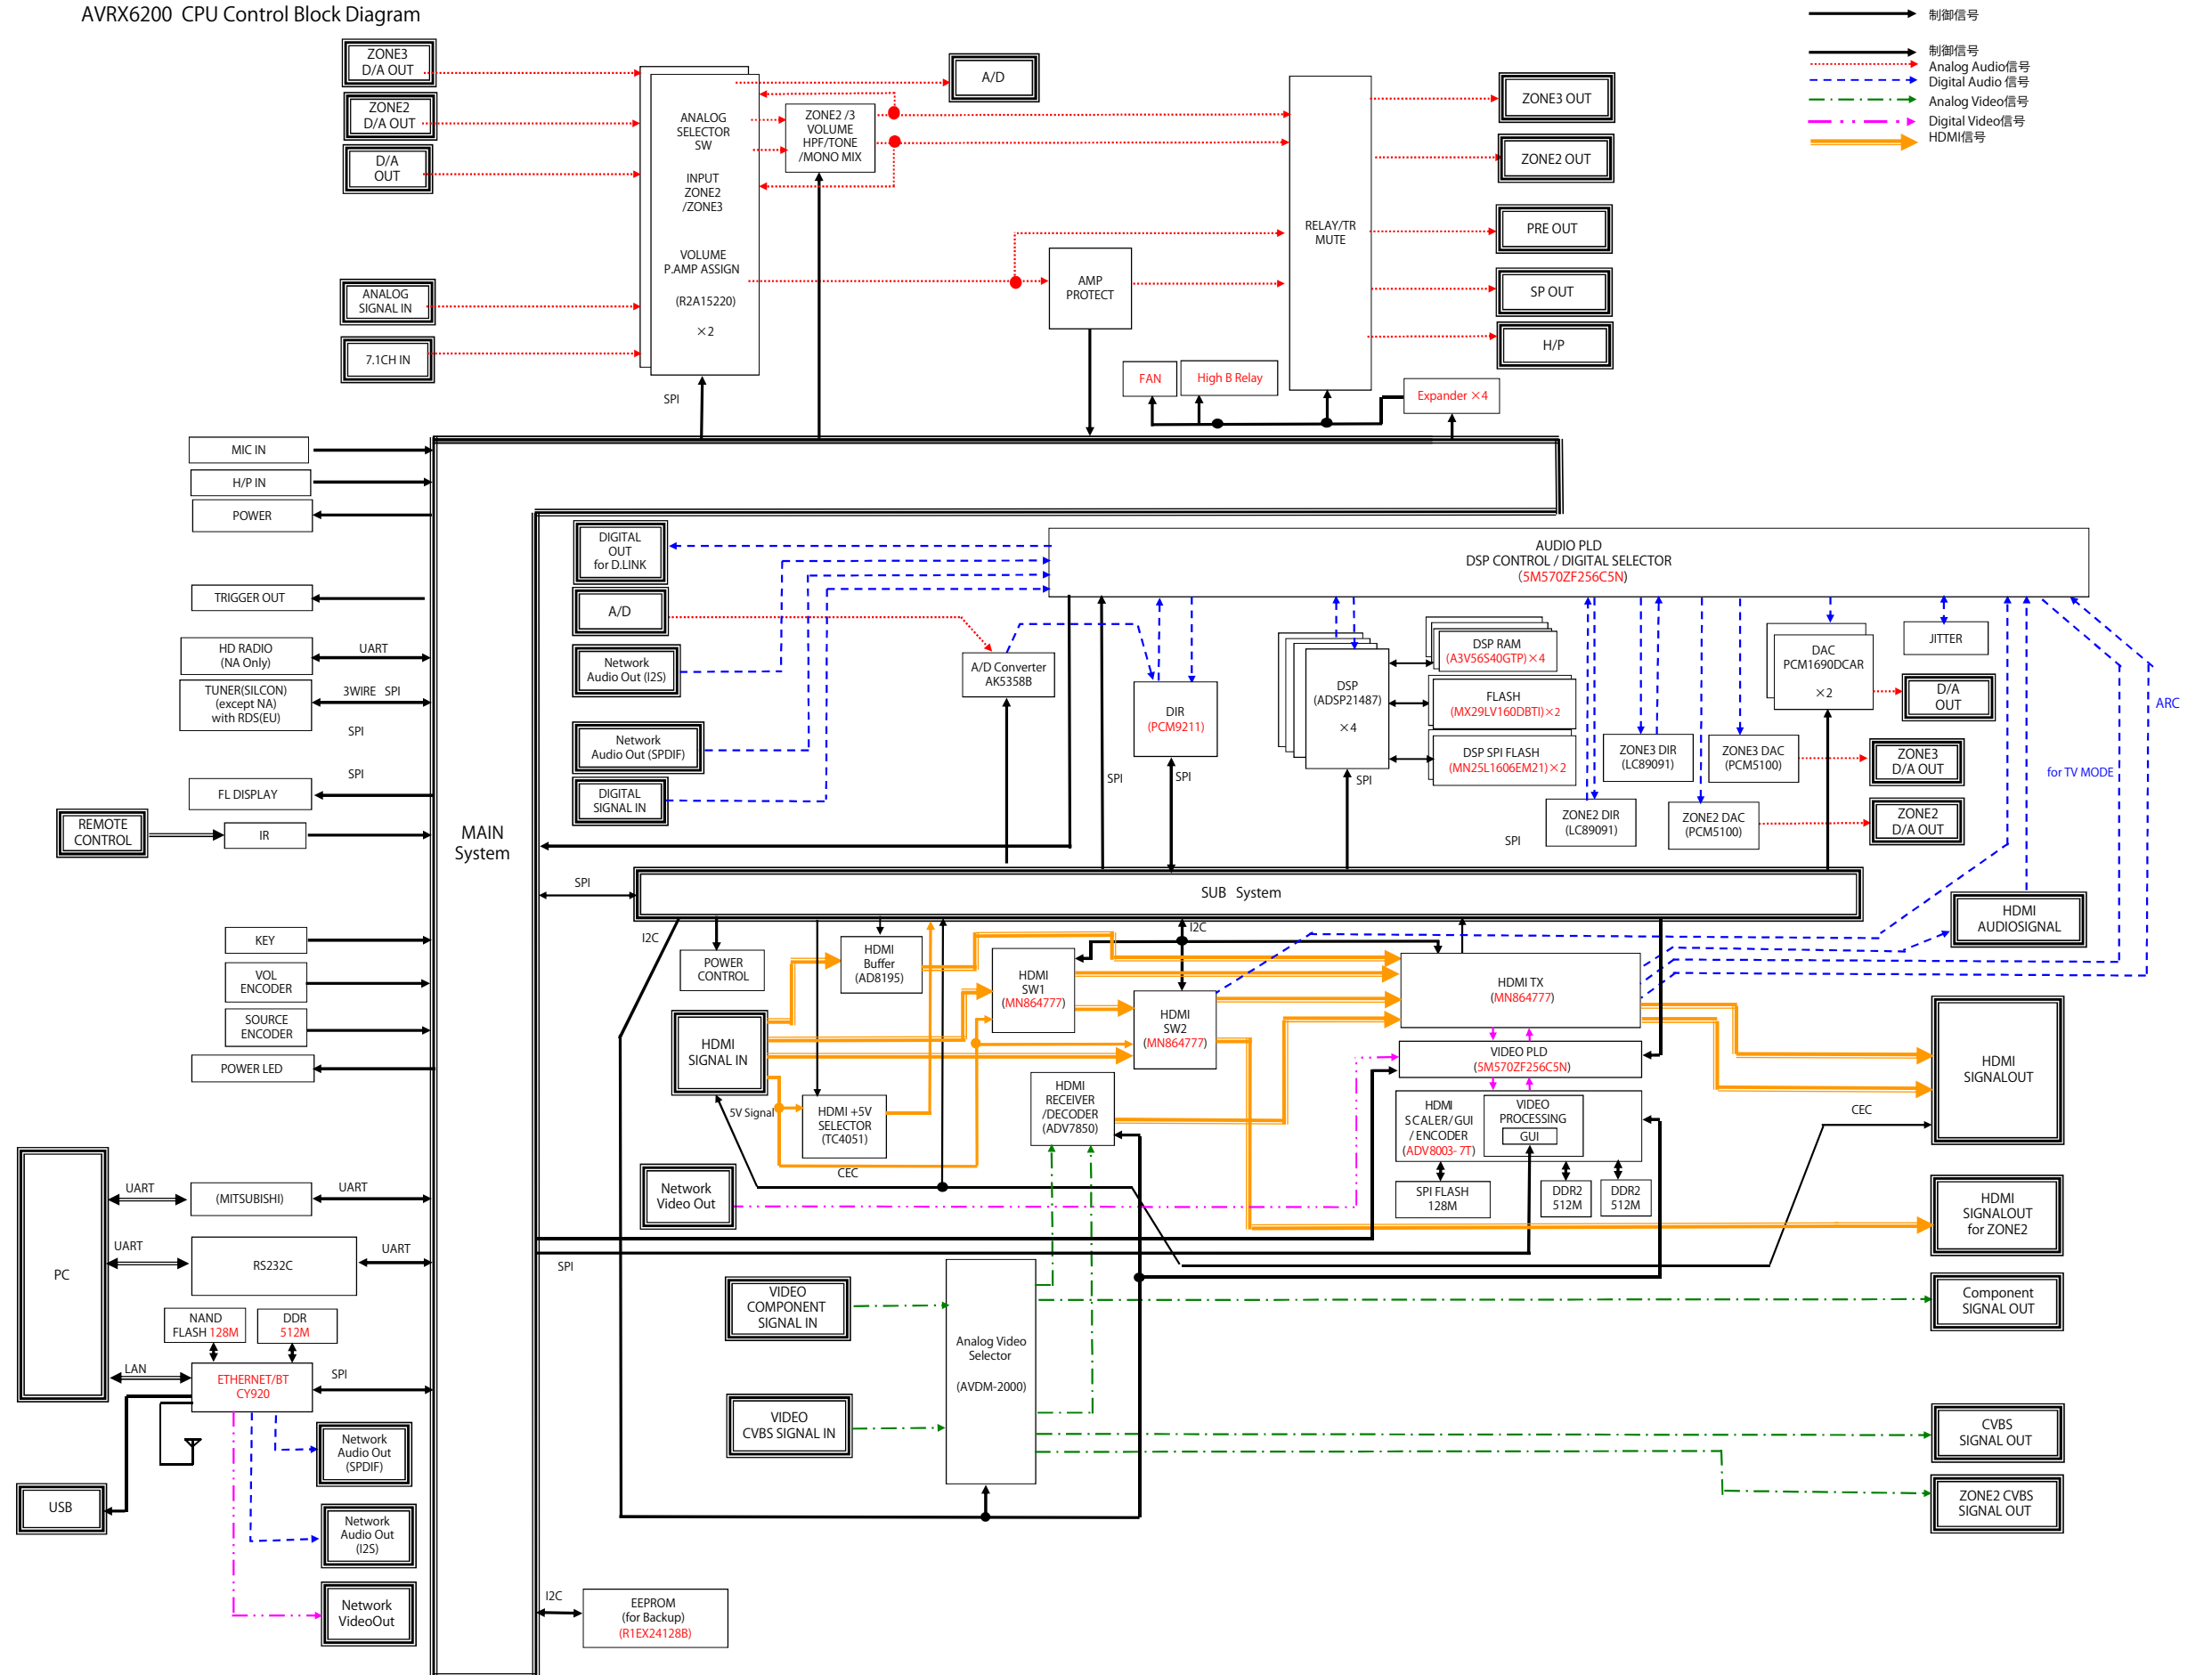 AVRX6200 CPU Control Block Diagram
制御信号
制御信号
Analog Audio信号
Digital Audio 信号
Analog Video信号
Digital Video信号
HDMI信号
ZONE3
D/A OUT
ZONE2
D/A OUT
D/A
OUT
ANALOG
SIGNAL IN
7.1CH IN
ANALOG
SELECTOR
SW
INPUT
ZONE2
/ZONE3
VOLUME
P.AMP ASSIGN
(R2A15220)
×2
ZONE2 /3
VOLUME
HPF/TONE
/MONO MIX
A/D
AMP
PROTECT
RELAY/TR
MUTE
ZONE3 OUT
ZONE2 OUT
PRE OUT
SP OUT
H/P
FAN
High B Relay
Expander ×4
SPI
MIC IN
H/P IN
POWER
TRIGGER OUT
HD RADIO
(NA Only)
UART
TUNER(SILCON)
(except NA)
with RDS(EU)
3WIRE SPI
SPI
SPI
FL DISPLAY
REMOTE
CONTROL
IR
KEY
VOL
ENCODER
SOURCE
ENCODER
POWER LED
MAIN
System
DIGITAL
OUT
for D.LINK
A/D
Network
Audio Out (I2S)
Network
Audio Out (SPDIF)
DIGITAL
SIGNAL IN
AUDIO PLD
DSP CONTROL / DIGITAL SELECTOR
(5M570ZF256C5N)
A/D Converter
AK5358B
DIR
(PCM9211)
DSP
(ADSP21487)
×4
DSP RAM
(A3V56S40GTP)×4
FLASH
(MX29LV160DBTI)×2
DSP SPI FLASH
(MN25L1606EM21)×2
ZONE3 DIR
(LC89091)
ZONE3 DAC
(PCM5100)
ZONE2 DIR
(LC89091)
ZONE2 DAC
(PCM5100)
DAC
PCM1690DCAR
×2
JITTER
D/A
OUT
ZONE3
D/A OUT
ZONE2
D/A OUT
ARC
for TV MODE
SPI
SPI
SPI
SPI
SPI
SUB System
I2C
I2C
POWER
CONTROL
HDMI
Buffer
(AD8195)
HDMI
SW1
(MN864777)
HDMI
SW2
(MN864777)
HDMI TX
(MN864777)
HDMI
AUDIOSIGNAL
HDMI
SIGNAL IN
5V Signal
HDMI +5V
SELECTOR
(TC4051)
HDMI
RECEIVER
/DECODER
(ADV7850)
VIDEO PLD
(5M570ZF256C5N)
HDMI
SCALER/GUI
/ ENCODER
(ADV8003-7T)
VIDEO
PROCESSING
GUI
SPI FLASH
128M
DDR2
512M
DDR2
512M
HDMI
SIGNALOUT
CEC
CEC
Network
Video Out
HDMI
SIGNALOUT
for ZONE2
SPI
VIDEO
COMPONENT
SIGNAL IN
VIDEO
CVBS SIGNAL IN
Analog Video
Selector
(AVDM-2000)
Component
SIGNAL OUT
CVBS
SIGNAL OUT
ZONE2 CVBS
SIGNAL OUT
PC
UART
(MITSUBISHI)
UART
UART
RS232C
UART
NAND
FLASH 128M
DDR
512M
LAN
ETHERNET/BT
CY920
SPI
USB
Network
Audio Out
(SPDIF)
Network
Audio Out
(I2S)
Network
VideoOut
I2C
EEPROM
(for Backup)
(R1EX24128B)